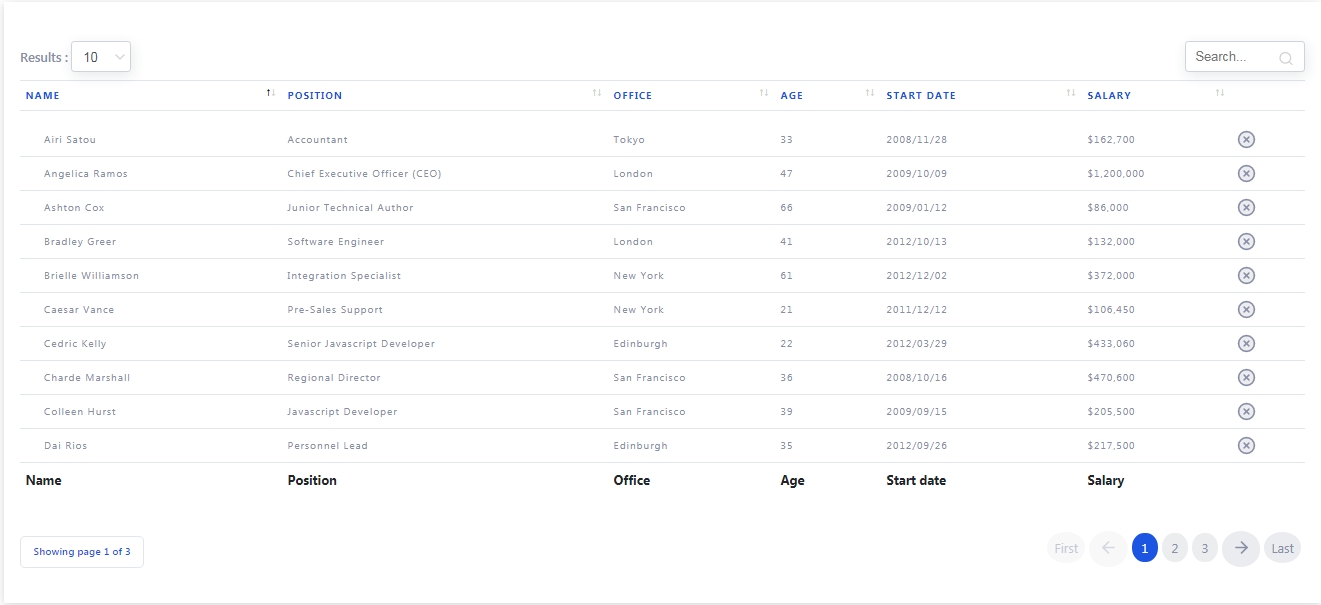 Results : 10 Search...
NAME POSITION OFFICE AGE START DATE SALARY
Airi Satou Accountant Tokyo 33 2008/11/28 $162,700
Angelica Ramos Chief Executive Officer (CEO) London 47 2009/10/09 $1,200,000
Ashton Cox Junior Technical Author San Francisco 66 2009/01/12 $86,000
Bradley Greer Software Engineer London 41 2012/10/13 $132,000
Brielle Williamson Integration Specialist New York 61 2012/12/02 $372,000
Caesar Vance Pre-Sales Support New York 21 2011/12/12 $106,450
Cedric Kelly Senior Javascript Developer Edinburgh 22 2012/03/29 $433,060
Charde Marshall Regional Director San Francisco 36 2008/10/16 $470,600
Colleen Hurst Javascript Developer San Francisco 39 2009/09/15 $205,500
Dai Rios Personnel Lead Edinburgh 35 2012/09/26 $217,500
Name Position Office Age Start date Salary
Showing page 1 of 3 First 1 2 3 Last